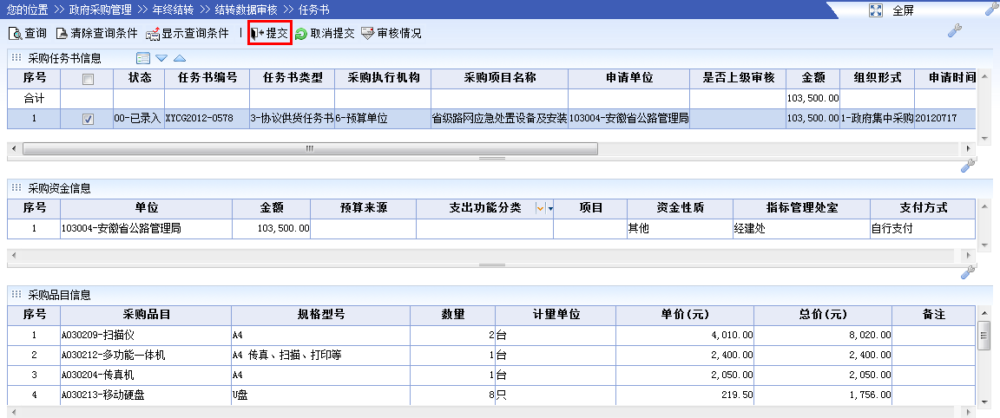 您的位置 >> 政府采购管理 >> 年终结转 >> 结转数据审核 >> 任务书 全屏
查询 清除查询条件 显示查询条件 | 提交 取消提交 审核情况
采购任务书信息
序号 状态 任务书编号 任务书类型 采购执行机构 采购项目名称 申请单位 是否上级审核 金额 组织形式 申请时间
合计 103,500.00
1 00-已录入 XYCG2012-0578 3-协议供货任务书 6-预算单位 省级路网应急处置设备及安装 103004-安徽省公路管理局 103,500.00 1-政府集中采购 20120717
采购资金信息
序号 单位 金额 预算来源 支出功能分类 项目 资金性质 指标管理处室 支付方式
1 103004-安徽省公路管理局 103,500.00 其他 经建处 自行支付
采购品目信息
序号 采购品目 规格型号 数量 计量单位 单价(元) 总价(元) 备注
1 A030209-扫描仪 A4 2 台 4,010.00 8,020.00
2 A030212-多功能一体机 A4 传真、扫描、打印等 1 台 2,400.00 2,400.00
3 A030204-传真机 A4 1 台 2,050.00 2,050.00
4 A030213-移动硬盘 U盘 8 只 219.50 1,756.00